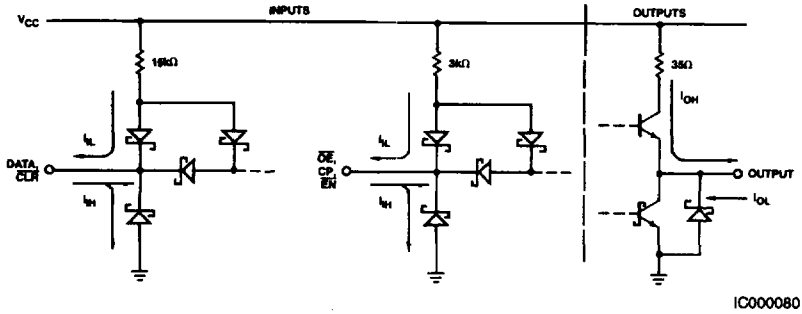 INPUTS
OUTPUTS
VCC
15kΩ
3kΩ
35Ω
IOH
IIL
IIL
DATA,
CLR
OE,
CP,
EN
OUTPUT
IIH
IIH
IOL
IC000080